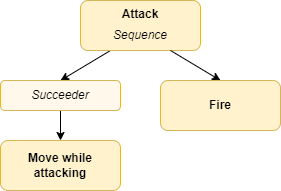 Attack
Sequence
Succeeder
Fire
Move while
attacking